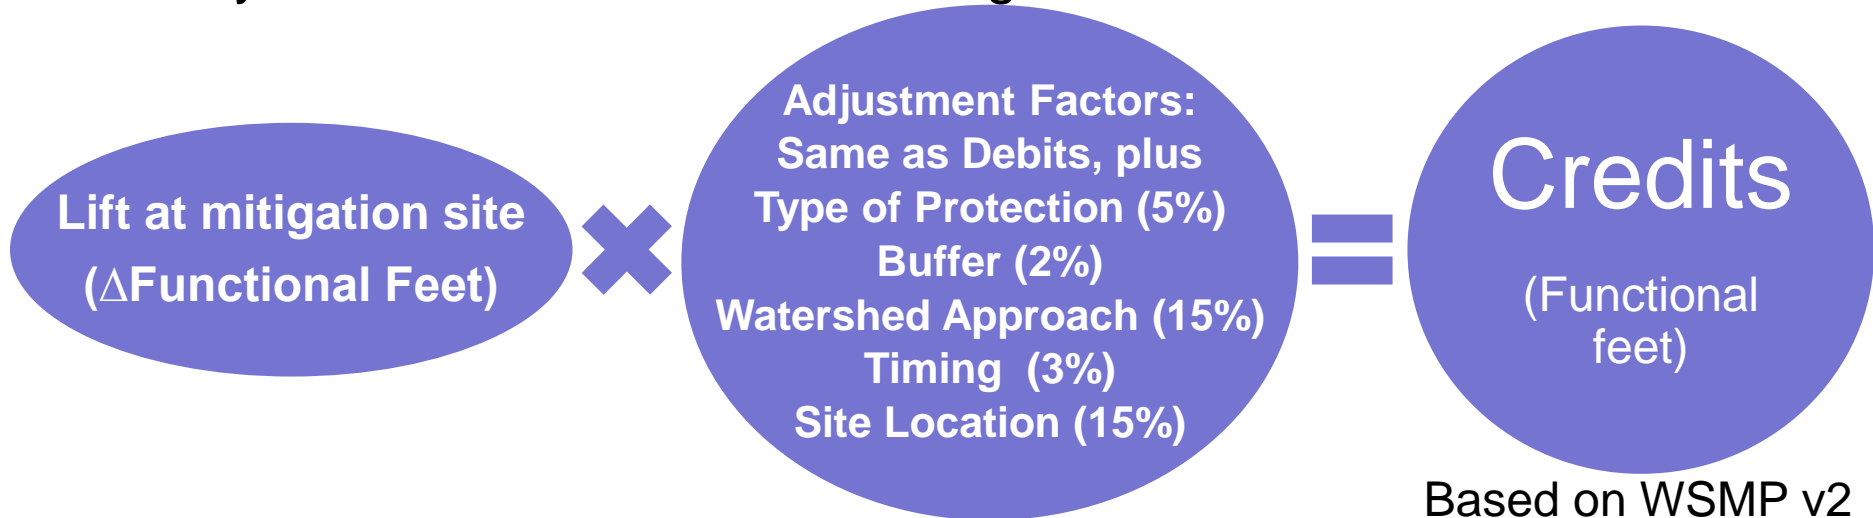 Lift at mitigation site
(∆Functional Feet)
Adjustment Factors:
Same as Debits, plus
Type of Protection (5%)
Buffer (2%)
Watershed Approach (15%)
Timing (3%)
Site Location (15%)
Credits
(Functional
feet)
Based on WSMP v2